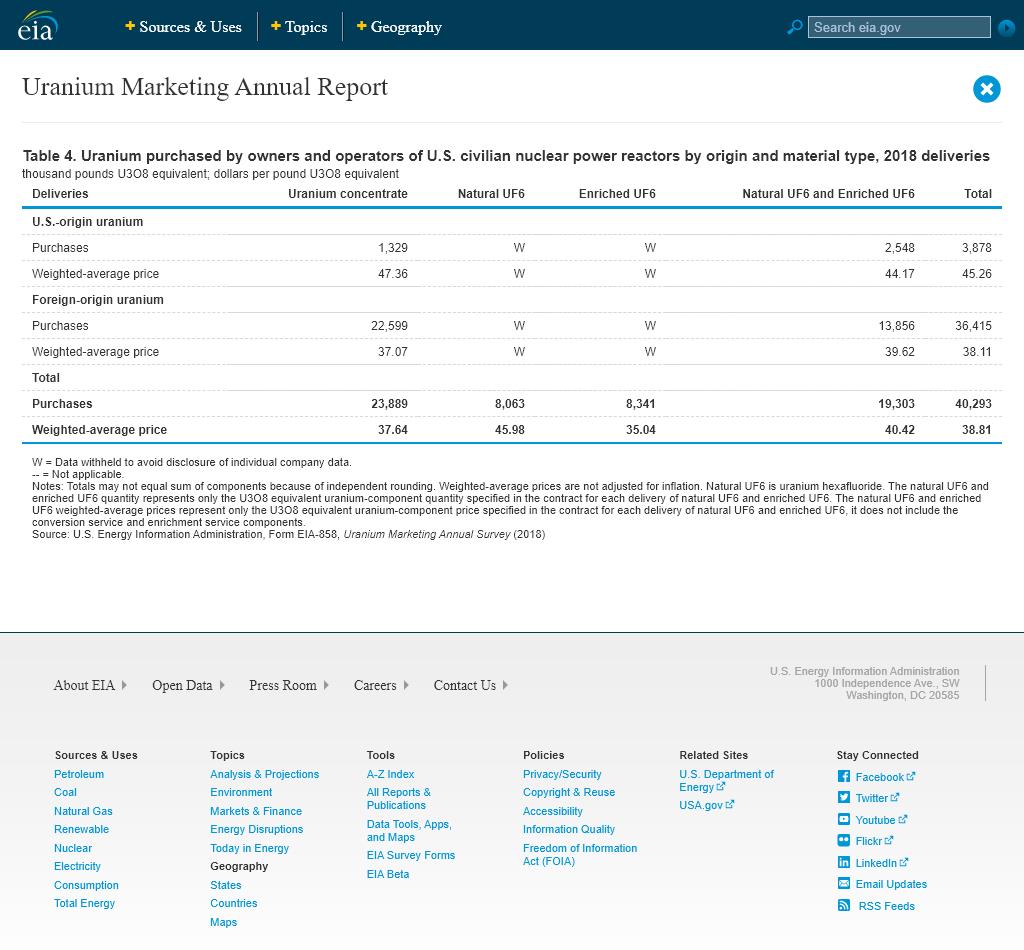 eia
Sources & Uses
Topics
Geography
Search eia.gov
Uranium Marketing Annual Report
Table 4. Uranium purchased by owners and operators of U.S. civilian nuclear power reactors by origin and material type, 2018 deliveries
thousand pounds U3O8 equivalent; dollars per pound U3O8 equivalent
Deliveries Uranium concentrate Natural UF6 Enriched UF6 Natural UF6 and Enriched UF6 Total
U.S.-origin uranium
Purchases 1,329 W W 2,548 3,878
Weighted-average price 47.36 W W 44.17 45.26
Foreign-origin uranium
Purchases 22,599 W W 13,856 36,415
Weighted-average price 37.07 W W 39.62 38.11
Total
Purchases 23,889 8,063 8,341 19,303 40,293
Weighted-average price 37.64 45.98 35.04 40.42 38.81
W = Data withheld to avoid disclosure of individual company data.
-- = Not applicable.
Notes: Totals may not equal sum of components because of independent rounding. Weighted-average prices are not adjusted for inflation. Natural UF6 is uranium hexafluoride. The natural UF6 and
enriched UF6 quantity represents only the U3O8 equivalent uranium-component quantity specified in the contract for each delivery of natural UF6 and enriched UF6. The natural UF6 and enriched
UF6 weighted-average prices represent only the U3O8 equivalent uranium-component price specified in the contract for each delivery of natural UF6 and enriched UF6, it does not include the
conversion service and enrichment service components.
Source: U.S. Energy Information Administration, Form EIA-858, Uranium Marketing Annual Survey (2018)
About EIA
Open Data
Press Room
Careers
Contact Us
U.S. Energy Information Administration
1000 Independence Ave., SW
Washington, DC 20585
Sources & Uses
Petroleum
Coal
Natural Gas
Renewable
Nuclear
Electricity
Consumption
Total Energy
Topics
Analysis & Projections
Environment
Markets & Finance
Energy Disruptions
Today in Energy
Geography
States
Countries
Maps
Tools
A-Z Index
All Reports &
Publications
Data Tools, Apps,
and Maps
EIA Survey Forms
EIA Beta
Policies
Privacy/Security
Copyright & Reuse
Accessibility
Information Quality
Freedom of Information
Act (FOIA)
Related Sites
U.S. Department of
Energy
USA.gov
Stay Connected
Facebook
Twitter
Youtube
Flickr
LinkedIn
Email Updates
RSS Feeds